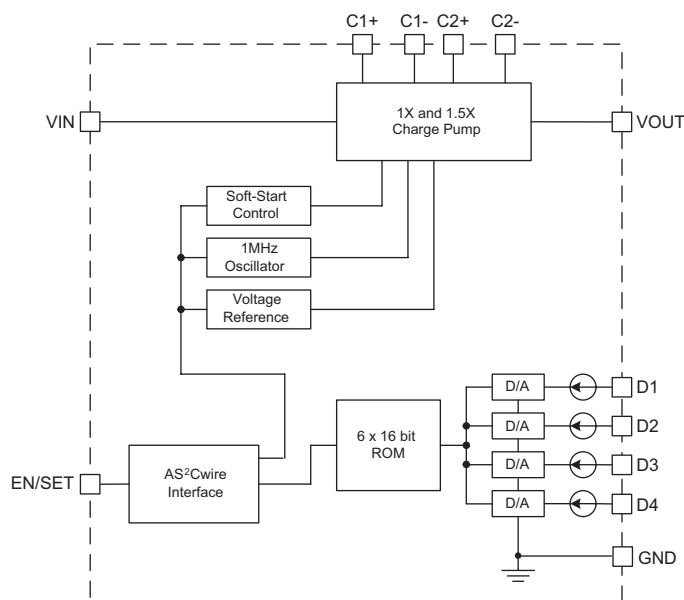 C1+ C1- C2+ C2-
VIN
1X and 1.5X
Charge Pump
VOUT
Soft-Start
Control
1MHz
Oscillator
Voltage
Reference
D/A D1
D/A D2
D/A D3
D/A D4
6 x 16 bit
ROM
EN/SET
AS²Cwire
Interface
GND